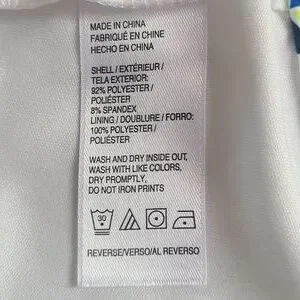 MADE IN CHINA
FABRIQUÉ EN CHINE
HECHO EN CHINA
SHELL / EXTÉRIEUR /
TELA EXTERIOR:
92% POLYESTER /
POLIÉSTER
8% SPANDEX
LINING / DOUBLURE / FORRO:
100% POLYESTER /
POLIÉSTER
WASH AND DRY INSIDE OUT,
WASH WITH LIKE COLORS,
DRY PROMPTLY,
DO NOT IRON PRINTS
30
REVERSE/VERSO/AL REVERSO